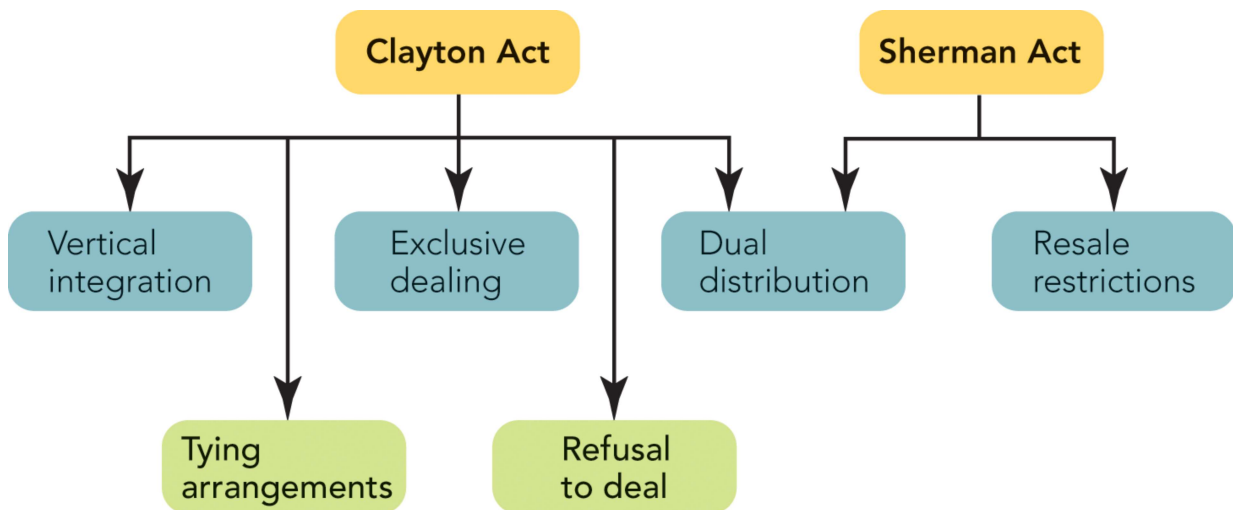 Clayton Act
Sherman Act
Vertical
integration
Exclusive
dealing
Dual
distribution
Resale
restrictions
Tying
arrangements
Refusal
to deal